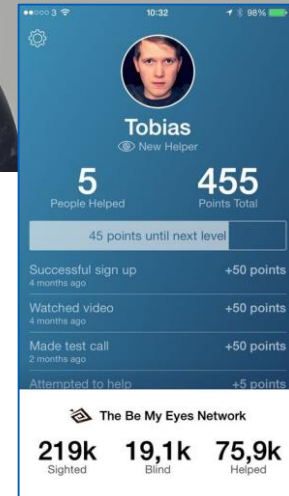 3 10:32 98%
Tobias
New Helper
5 455
People Helped Points Total
45 points until next level
Successful sign up +50 points
4 months ago
Watched video +50 points
4 months ago
Made test call +50 points
2 months ago
Attempted to help +5 points
The Be My Eyes Network
219k 19,1k 75,9k
Sighted Blind Helped